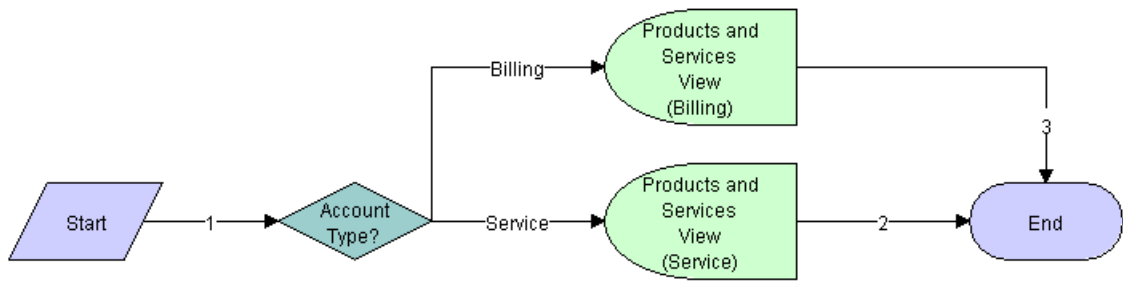 Products and
Services
View
(Billing)
Billing
3
Start
1
Account
Type?
Service
Products and
Services
View
(Service)
2
End